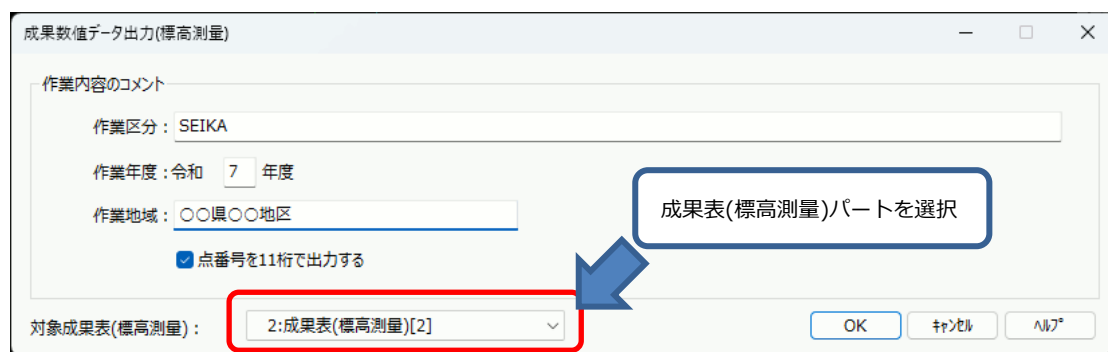 成果数値データ出力(標高測量)
作業内容のコメント
作業区分： SEIKA
作業年度：令和 7 年度
作業地域： 〇〇県〇〇地区
点番号を11桁で出力する
成果表(標高測量)パートを選択
対象成果表(標高測量)： 2:成果表(標高測量)[2] OK ｷｬﾝｾﾙ ﾍﾙﾌﾟ